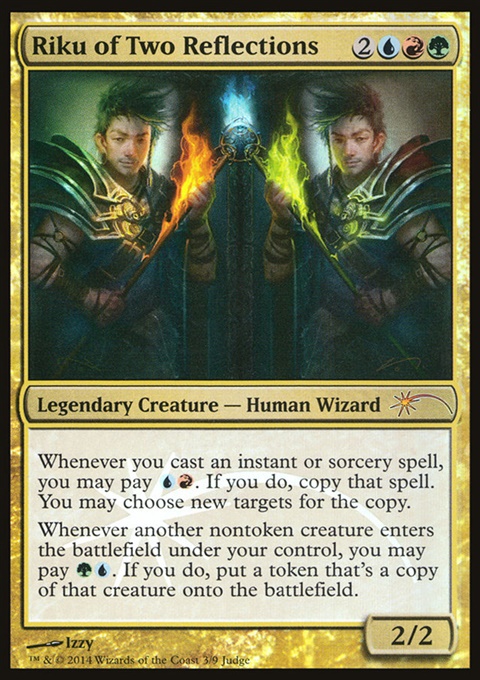 Riku of Two Reflections 2
Legendary Creature — Human Wizard
Whenever you cast an instant or sorcery spell,
you may pay . If you do, copy that spell.
You may choose new targets for the copy.
Whenever another nontoken creature enters
the battlefield under your control, you may
pay . If you do, put a token that's a copy
of that creature onto the battlefield.
2/2
Izzy
™ & © 2014 Wizards of the Coast 3/9 Judge